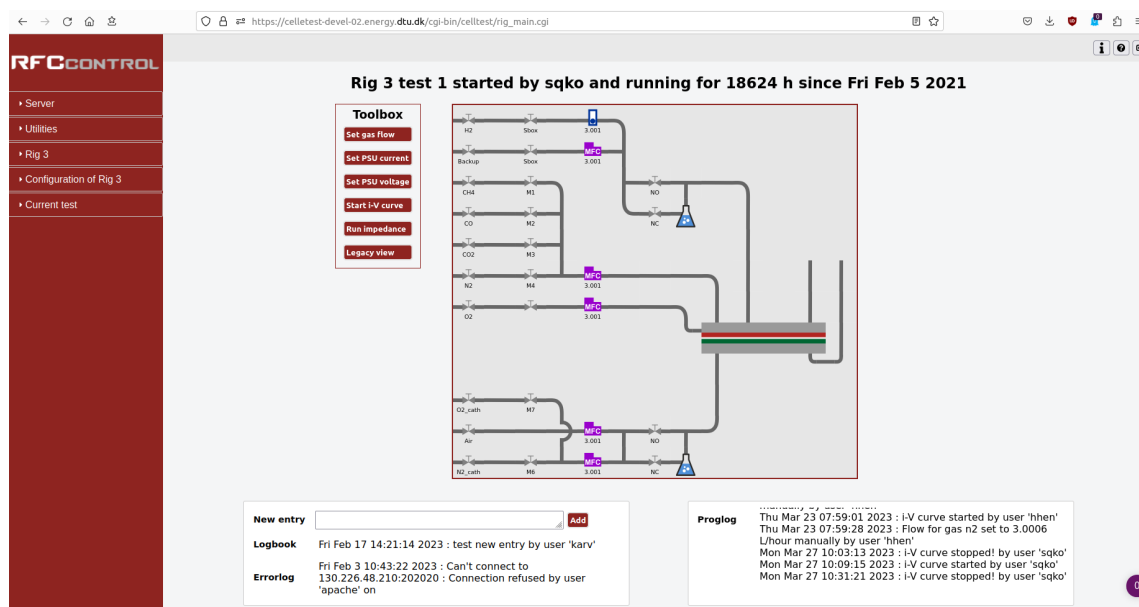 https://celletest-devel-02.energy.dtu.dk/cgi-bin/celltest/rig_main.cgi
RFCCONTROL
Server
Utilities
Rig 3
Configuration of Rig 3
Current test
Rig 3 test 1 started by sqko and running for 18624 h since Fri Feb 5 2021
Toolbox
Set gas flow
Set PSU current
Set PSU voltage
Start i-V curve
Run impedance
Legacy view
H2 Sbox 3.001
MFC
Backup Sbox 3.001
CH4 M1 NO
CO M2 NC
CO2 M3
MFC
N2 M4 3.001
MFC
O2 3.001
O2_cath M7
MFC
Air 3.001 NO
MFC
N2_cath M6 3.001 NC
New entry Add
Logbook Fri Feb 17 14:21:14 2023 : test new entry by user 'karv'
Errorlog Fri Feb 3 10:43:22 2023 : Can't connect to
130.226.48.210:202020 : Connection refused by user
'apache' on
Proglog
manually by user 'hhen'
Thu Mar 23 07:59:01 2023 : i-V curve started by user 'hhen'
Thu Mar 23 07:59:28 2023 : Flow for gas n2 set to 3.0006
L/hour manually by user 'hhen'
Mon Mar 27 10:03:13 2023 : i-V curve stopped! by user 'sqko'
Mon Mar 27 10:09:15 2023 : i-V curve started by user 'sqko'
Mon Mar 27 10:31:21 2023 : i-V curve stopped! by user 'sqko'